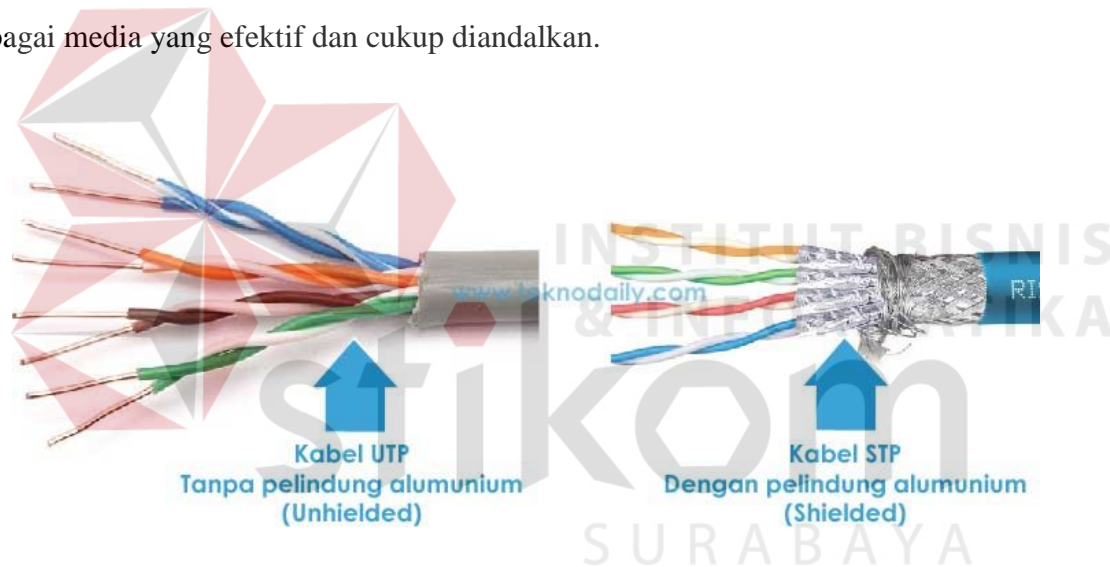 bagai media yang efektif dan cukup diandalkan.
INSTITUT BISNIS
www.teknodaily.com
& INFORMATIKA
RI
stikom
Kabel UTP
Tanpa pelindung alumunium
(Unhielded)
Kabel STP
Dengan pelindung alumunium
(Shielded)
SURABAYA